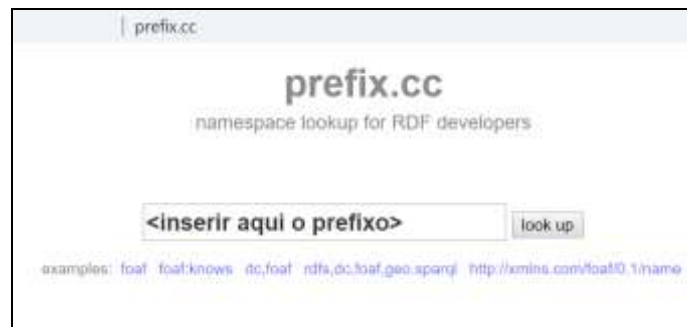 prefix.cc
prefix.cc
namespace lookup for RDF developers
<inserir aqui o prefixo> look up
examples: foaf foaf:knows dc,foaf rdfs,dc,foaf,geo.sparql http://xmlns.com/foaf/0.1/name